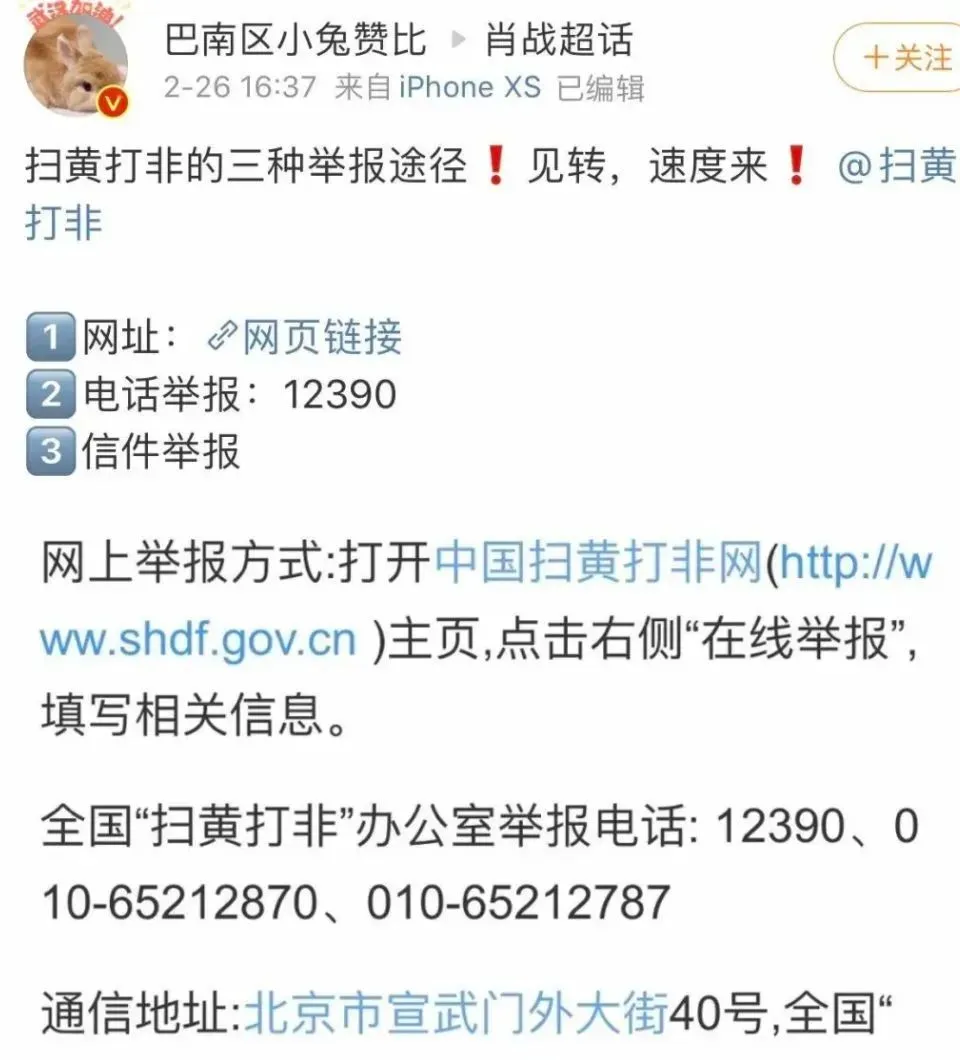 武汉加油!
巴南区小兔赞比 ▶ 肖战超话
2-26 16:37 来自 iPhone XS 已编辑
+关注
V
扫黄打非的三种举报途径❗见转，速度来❗ @扫黄
打非
1️⃣网址： 网页链接
2️⃣电话举报：12390
3️⃣信件举报
网上举报方式:打开中国扫黄打非网(http://w
ww.shdf.gov.cn )主页,点击右侧“在线举报”,
填写相关信息。
全国“扫黄打非”办公室举报电话: 12390、0
10-65212870、010-65212787
通信地址:北京市宣武门外大街40号,全国“